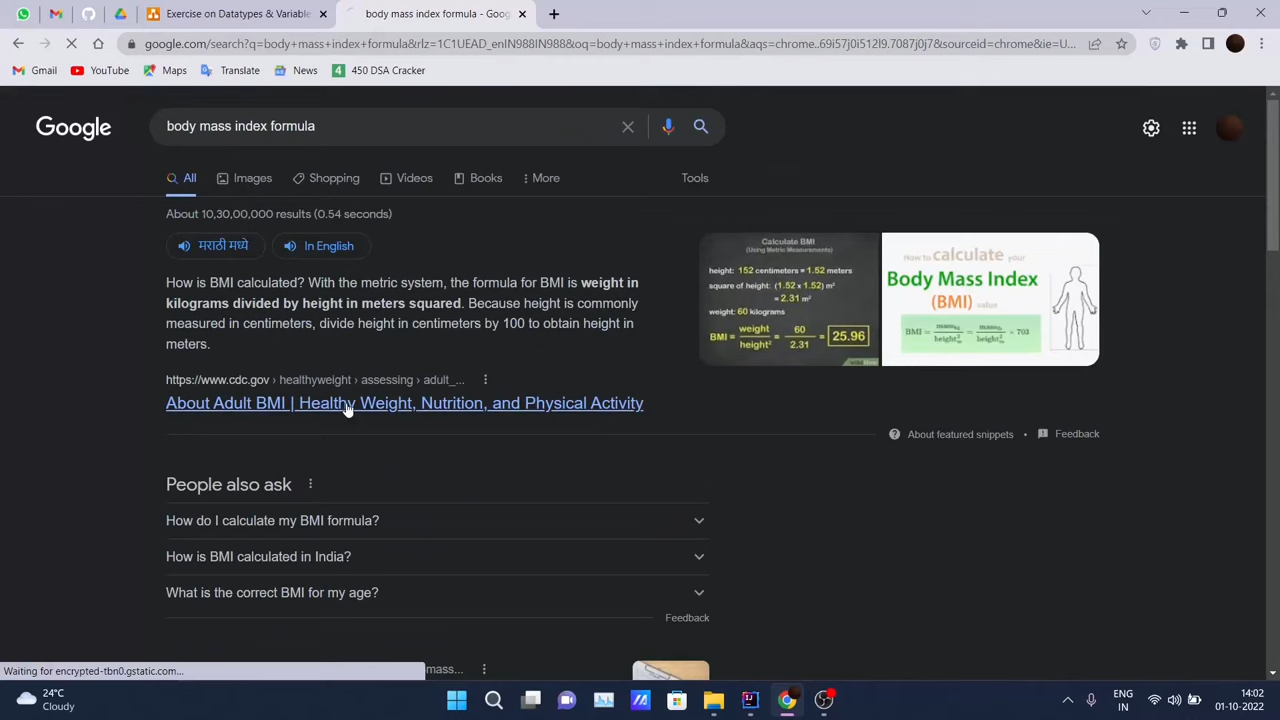 Exercise on Datatypes & Variable
body mass index formula - Goog
google.com/search?q=body+mass+index+formula&rlz=1C1UEAD_enIN988IN988&oq=body+mass+index+formula&aqs=chrome..69i57j0i512l9.7087j0j7&sourceid=chrome&ie=U...
Gmail
YouTube
Maps
Translate
News
450 DSA Cracker
Google
body mass index formula
All
Images
Shopping
Videos
Books
More
Tools
About 10,30,00,000 results (0.54 seconds)
मराठी मध्ये
In English
How is BMI calculated? With the metric system, the formula for BMI is weight in
kilograms divided by height in meters squared. Because height is commonly
measured in centimeters, divide height in centimeters by 100 to obtain height in
meters.
Calculate BMI
(Using Metric Measurements)
height: 152 centimeters = 1.52 meters
square of height: (1.52 x 1.52) m²
= 2.31 m²
weight: 60 kilograms
BMI = weight / height² = 60 / 2.31 = 25.96
How to calculate your
Body Mass Index
(BMI) value
https://www.cdc.gov › healthyweight › assessing › adult_...
About Adult BMI | Healthy Weight, Nutrition, and Physical Activity
About featured snippets
Feedback
People also ask
How do I calculate my BMI formula?
How is BMI calculated in India?
What is the correct BMI for my age?
Feedback
Waiting for encrypted-tbn0.gstatic.com...
mass...
24°C
Cloudy
ENG
IN
14:02
01-10-2022